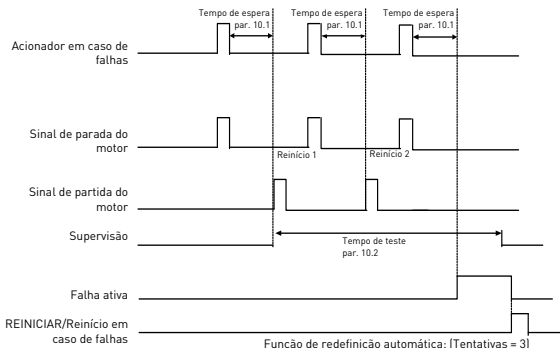 Tempo de espera
par. 10.1
Tempo de espera
par. 10.1
Tempo de espera
par. 10.1
Acionador em caso de
falhas
Sinal de parada do
motor
Reinício 1
Reinício 2
Sinal de partida do
motor
Supervisão
Tempo de teste
par. 10.2
Falha ativa
REINICIAR/Reinício em
caso de falhas
Função de redefinição automática: (Tentativas = 3)